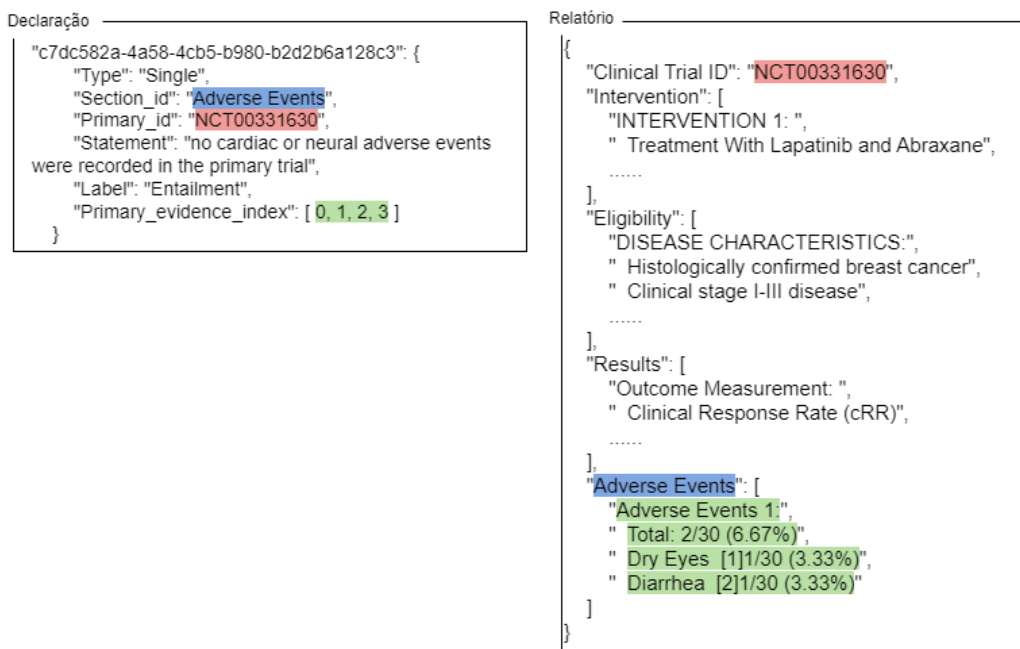 Declaração
"c7dc582a-4a58-4cb5-b980-b2d2b6a128c3": {
"Type": "Single",
"Section_id": "Adverse Events",
"Primary_id": "NCT00331630",
"Statement": "no cardiac or neural adverse events
were recorded in the primary trial",
"Label": "Entailment",
"Primary_evidence_index": [ 0, 1, 2, 3 ]
}
Relatório
{
"Clinical Trial ID": "NCT00331630",
"Intervention": [
"INTERVENTION 1: ",
"  Treatment With Lapatinib and Abraxane",
......
],
"Eligibility": [
"DISEASE CHARACTERISTICS:",
"  Histologically confirmed breast cancer",
"  Clinical stage I-III disease",
......
],
"Results": [
"Outcome Measurement: ",
"  Clinical Response Rate (cRR)",
......
],
"Adverse Events": [
"Adverse Events 1:",
"  Total: 2/30 (6.67%)",
"  Dry Eyes  [1]1/30 (3.33%)",
"  Diarrhea  [2]1/30 (3.33%)"
]
}